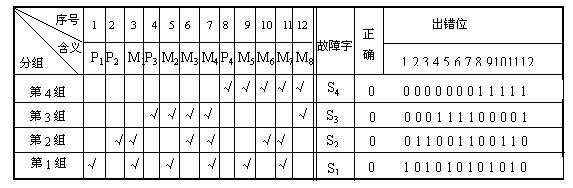 序号 1 2 3 4 5 6 7 8 9 10 11 12
含义 P₁ P₂ M₁ P₃ M₂ M₃ M₄ P₄ M₅ M₆ M₇ M₈
分组
故障字 正确 出错位
1 2 3 4 5 6 7 8 9101112
第4组 √ √ √ √ √ S₄ 0 0 0 0 0 0 0 0 1 1 1 1 1
第3组 √ √ √ √ √ S₃ 0 0 0 0 1 1 1 1 0 0 0 0 1
第2组 √ √ √ √ √ √ S₂ 0 0 1 1 0 0 1 1 0 0 1 1 0
第1组 √ √ √ √ √ √ S₁ 0 1 0 1 0 1 0 1 0 1 0 1 0